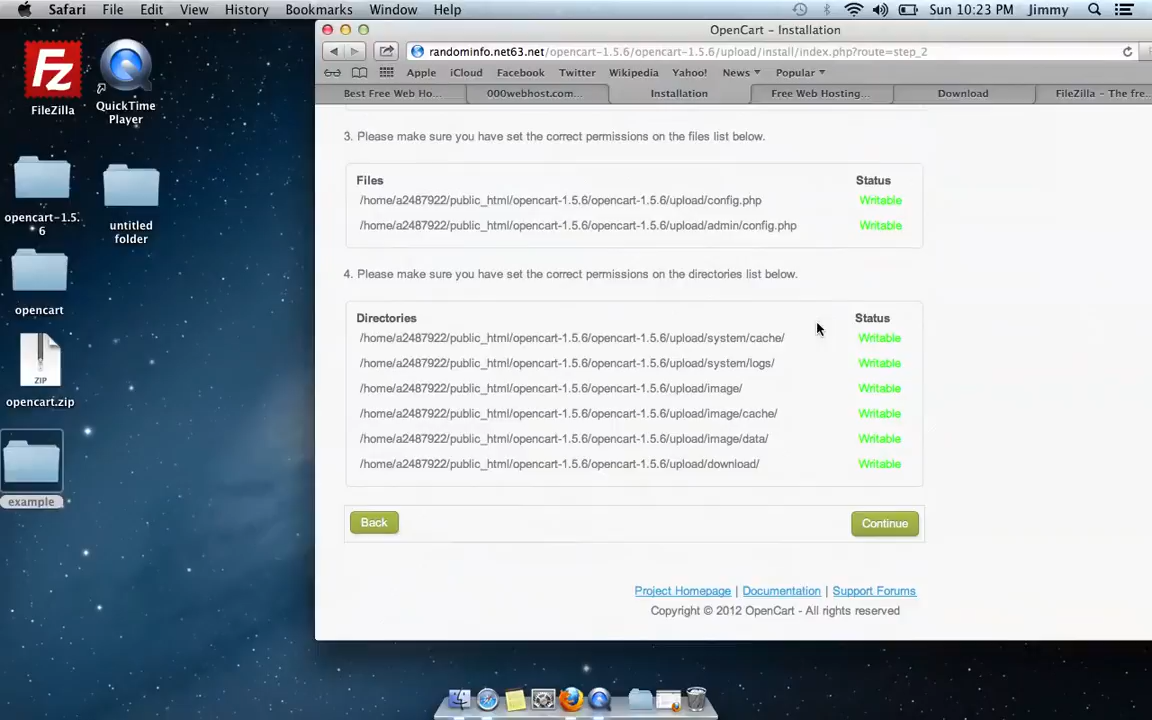 Safari File Edit View History Bookmarks Window Help Sun 10:23 PM Jimmy
OpenCart - Installation
randominfo.net63.net/opencart-1.5.6/opencart-1.5.6/upload/install/index.php?route=step_2
Apple iCloud Facebook Twitter Wikipedia Yahoo! News Popular
Best Free Web Ho... 000webhost.com... Installation Free Web Hosting... Download FileZilla - The fre
FileZilla
QuickTime
Player
opencart-1.5.
6
untitled
folder
opencart
ZIP
opencart.zip
example
3. Please make sure you have set the correct permissions on the files list below.
Files Status
/home/a2487922/public_html/opencart-1.5.6/opencart-1.5.6/upload/config.php Writable
/home/a2487922/public_html/opencart-1.5.6/opencart-1.5.6/upload/admin/config.php Writable
4. Please make sure you have set the correct permissions on the directories list below.
Directories Status
/home/a2487922/public_html/opencart-1.5.6/opencart-1.5.6/upload/system/cache/ Writable
/home/a2487922/public_html/opencart-1.5.6/opencart-1.5.6/upload/system/logs/ Writable
/home/a2487922/public_html/opencart-1.5.6/opencart-1.5.6/upload/image/ Writable
/home/a2487922/public_html/opencart-1.5.6/opencart-1.5.6/upload/image/cache/ Writable
/home/a2487922/public_html/opencart-1.5.6/opencart-1.5.6/upload/image/data/ Writable
/home/a2487922/public_html/opencart-1.5.6/opencart-1.5.6/upload/download/ Writable
Back Continue
Project Homepage | Documentation | Support Forums
Copyright © 2012 OpenCart - All rights reserved